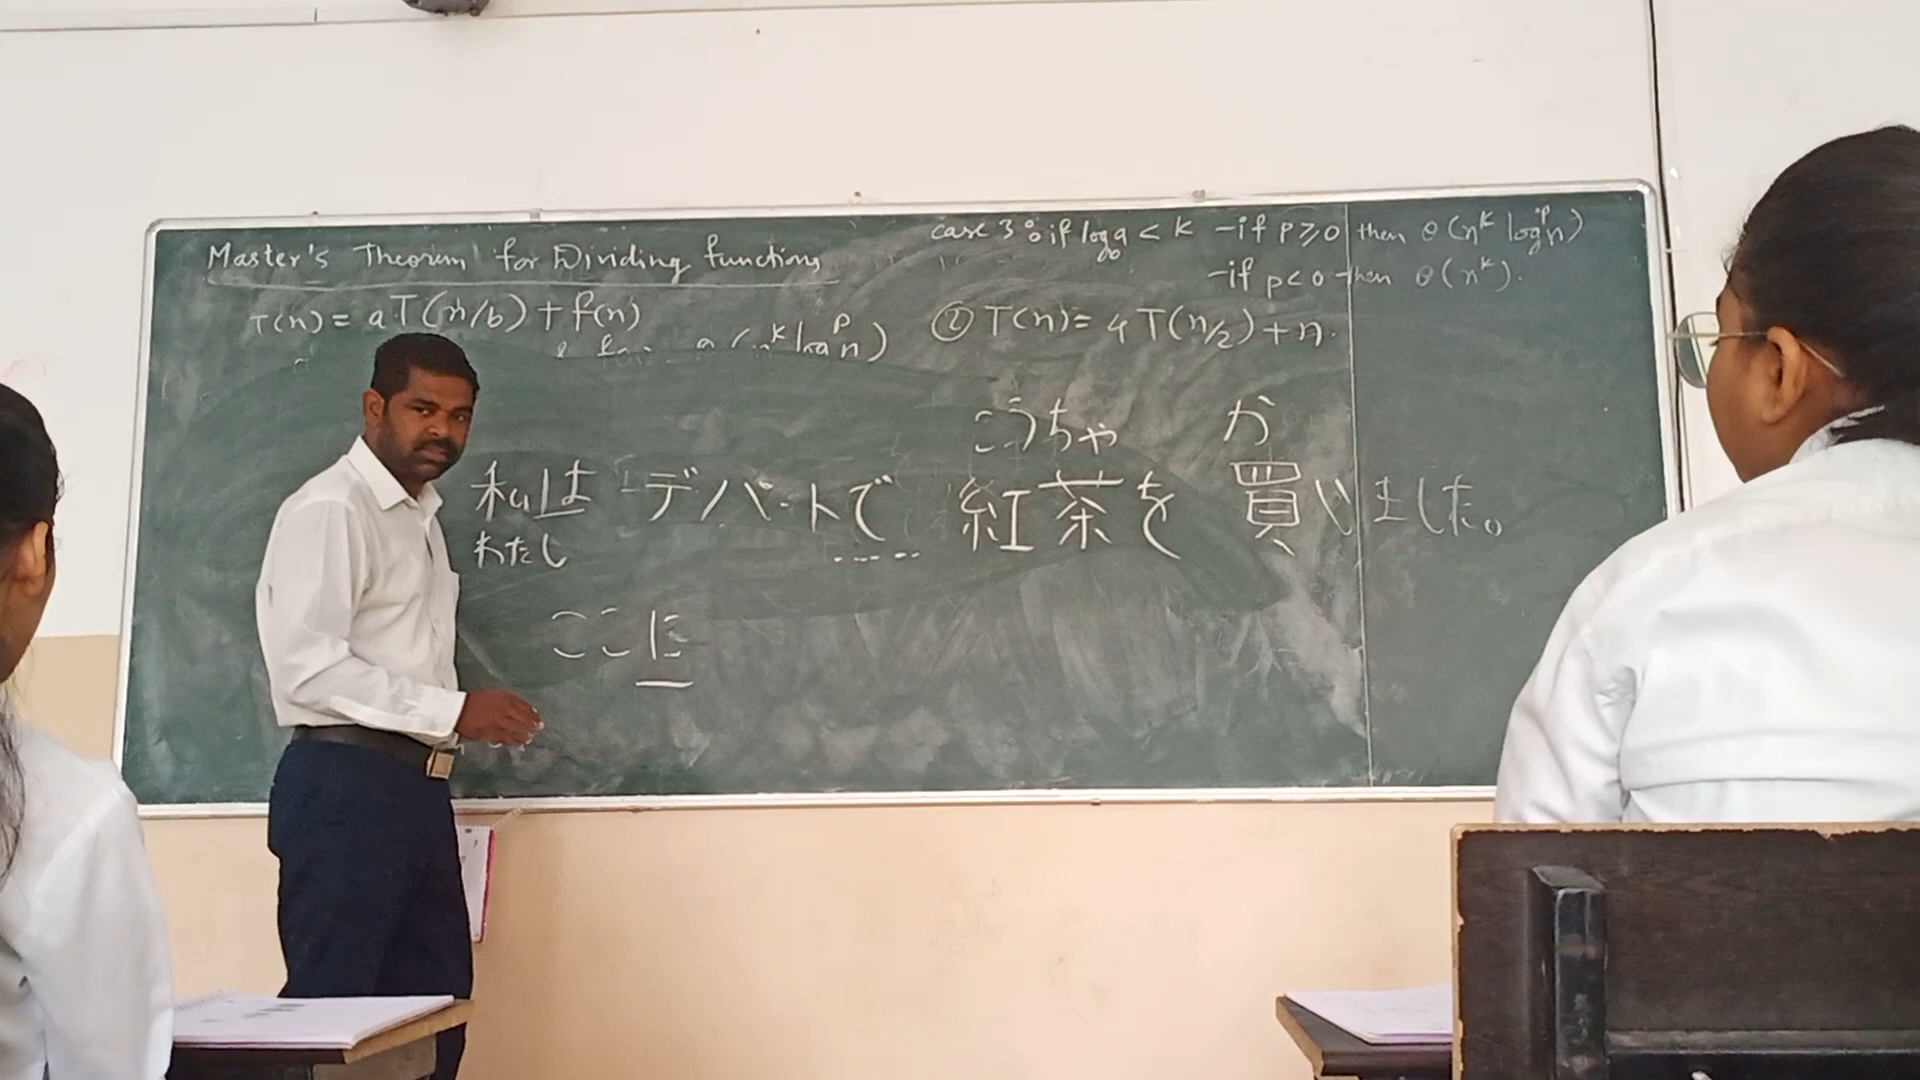 Master's Theorem for Dividing functions
T(n) = aT(n/b) + f(n)
(n^k log^p n)
case 3: if log_b a < k - if p ≥ 0 then θ(n^k log^p n)
- if p < 0 then θ(n^k).
② T(n) = 4T(n/2) + n.
こうちゃ か
私は デパートで 紅茶を 買いました。
わたし
ここに